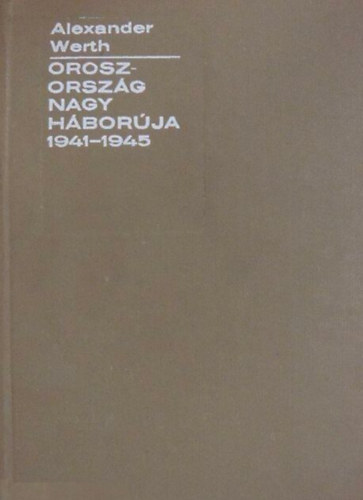 Alexander
Werth
OROSZ-
ORSZÁG
NAGY
HÁBORÚJA
1941–1945